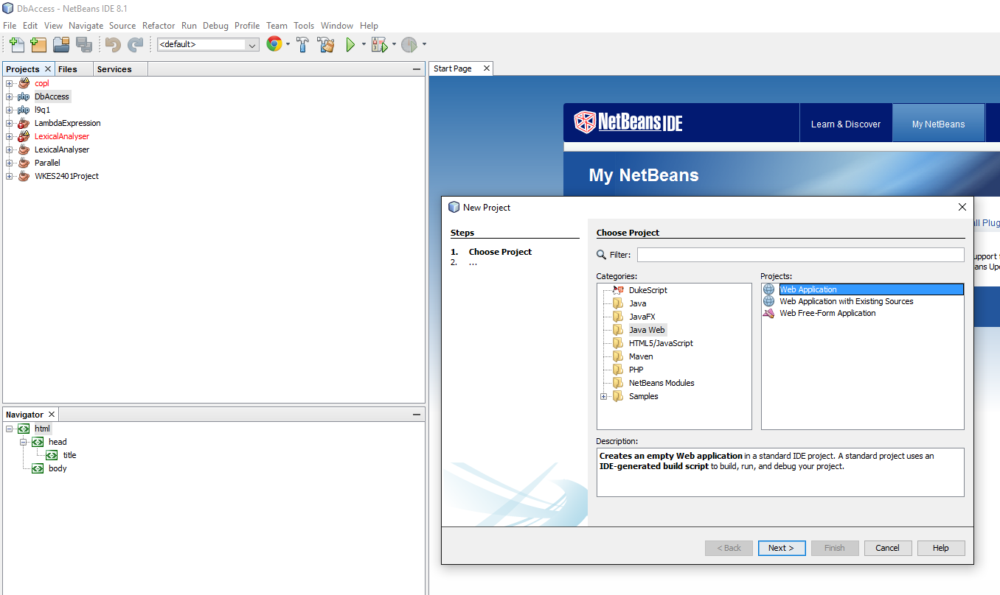 DbAccess - NetBeans IDE 8.1
File Edit View Navigate Source Refactor Run Debug Profile Team Tools Window Help
<default>
Projects Files Services
copl
DbAccess
l9q1
LambdaExpression
LexicalAnalyser
LexicalAnalyser
Parallel
WKES2401Project
Navigator
html
head
title
body
Start Page
NetBeans IDE
Learn & Discover
My NetBeans
My NetBeans
all Plug
upport
ans Upd
New Project
Steps
1. Choose Project
2. ...
Choose Project
Filter:
Categories:
DukeScript
Java
JavaFX
Java Web
HTML5/JavaScript
Maven
PHP
NetBeans Modules
Samples
Projects:
Web Application
Web Application with Existing Sources
Web Free-Form Application
Description:
Creates an empty Web application in a standard IDE project. A standard project uses an
IDE-generated build script to build, run, and debug your project.
< Back Next > Finish Cancel Help